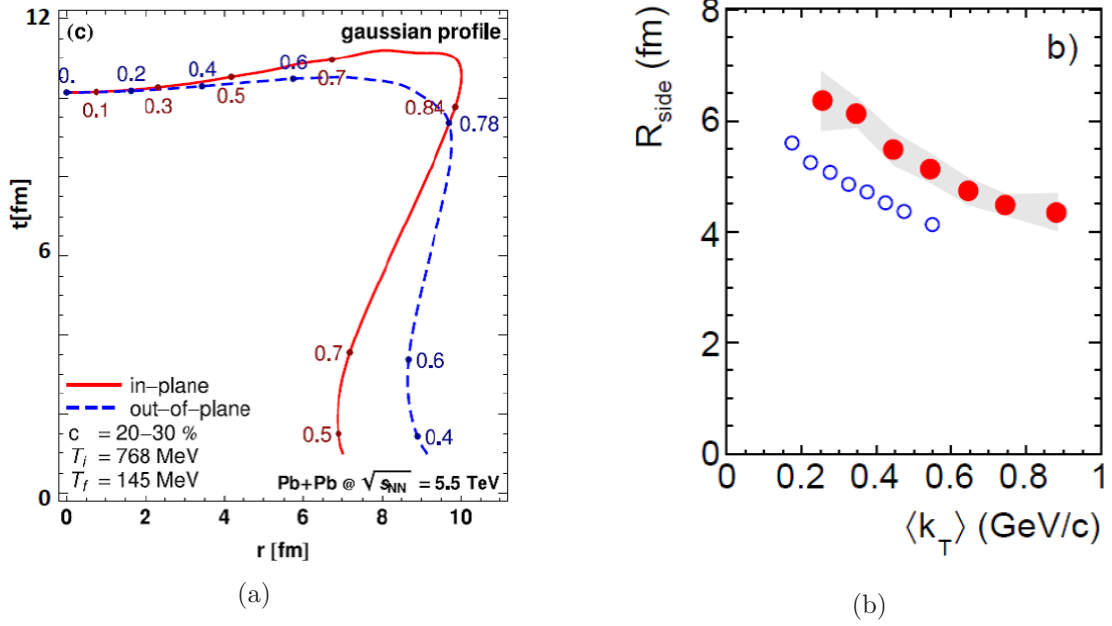 12
(c)
gaussian profile
0.
0.2
0.4
0.6
0.1
0.3
0.5
0.7
0.84
0.78
t[fm]
6
0.7
0.6
0.5
0.4
in-plane
out-of-plane
c = 20-30 %
T_i = 768 MeV
T_f = 145 MeV
Pb+Pb @ √s_NN = 5.5 TeV
0
0 2 4 6 8 10
r [fm]
(a)
8
b)
R_side (fm)
6
4
2
0
0 0.2 0.4 0.6 0.8 1
⟨k_T⟩ (GeV/c)
(b)